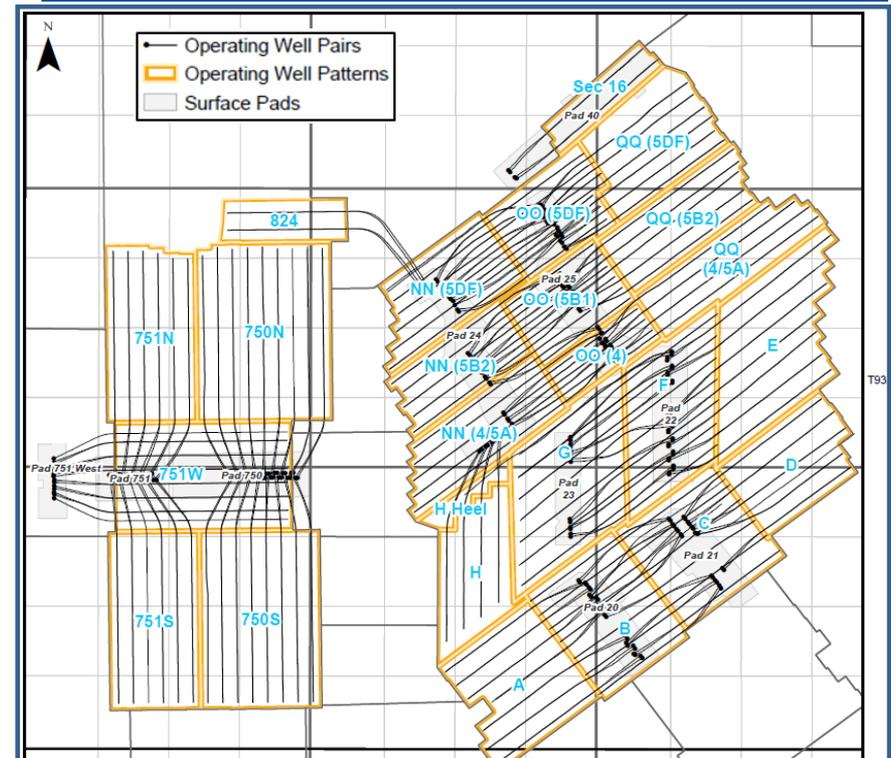 N
Operating Well Pairs
Operating Well Patterns
Surface Pads
Sec 16
Pad 40
QQ (5DF)
824
OO (5DF)
QQ (5B2)
QQ
(4/5A)
Pad 25
NN (5DF)
OO (5B1)
751N
750N
Pad 24
E
OO (4)
NN (5B2)
F
T93
Pad
22
NN (4/5A)
G
D
Pad 751 West
Pad 751
751W
Pad 750
Pad
23
H Heel
C
Pad 21
H
Pad 20
751S
750S
B
A